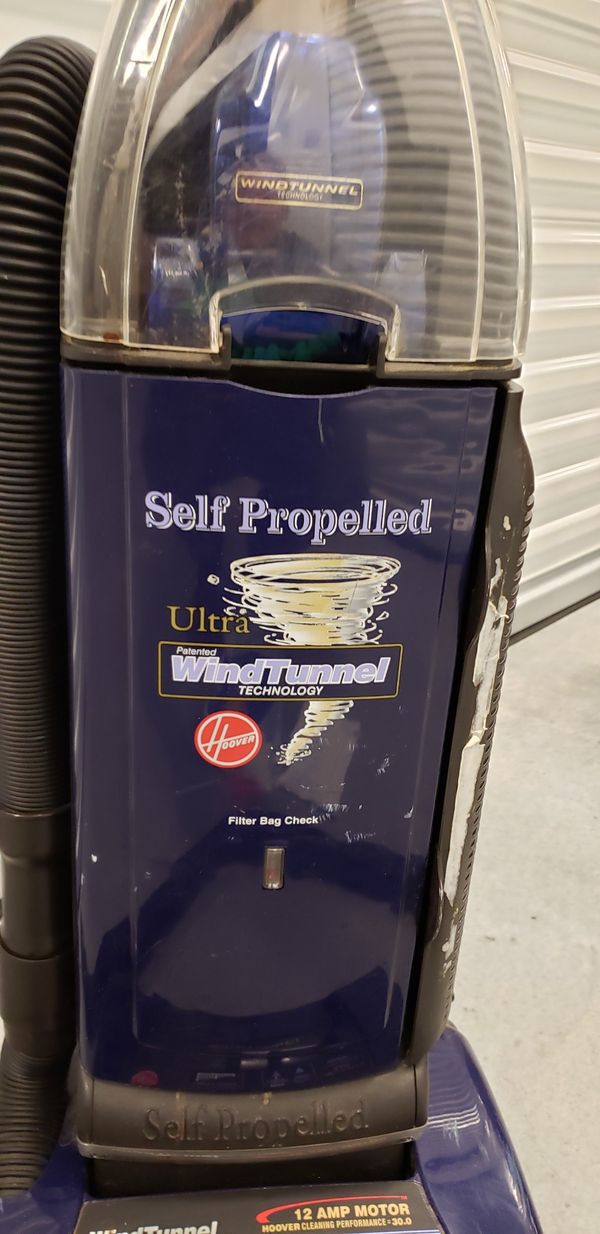 WINDTUNNEL
TECHNOLOGY
Self Propelled
Ultra
Patented
WindTunnel
TECHNOLOGY
HOOVER
Filter Bag Check
Self Propelled
12 AMP MOTOR
WindTunnel
HOOVER CLEANING PERFORMANCE = 30.0